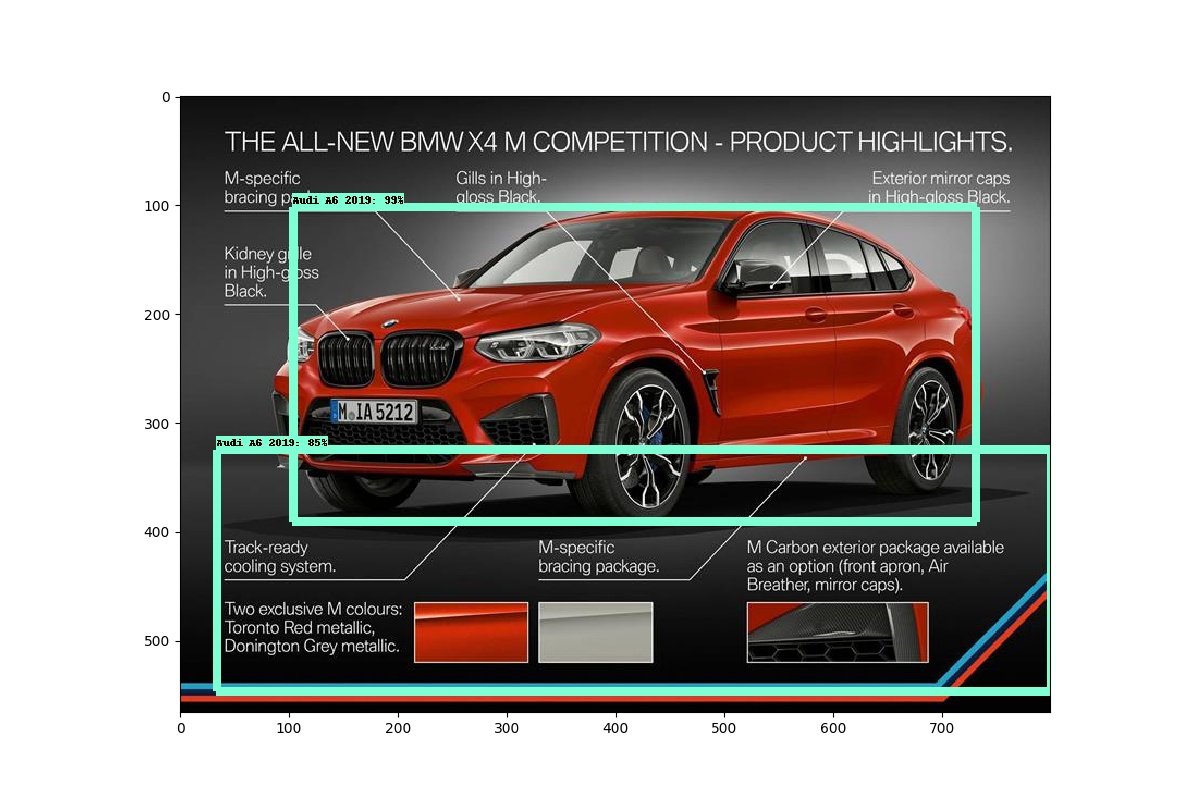 THE ALL-NEW BMW X4 M COMPETITION - PRODUCT HIGHLIGHTS.
M-specific
bracing
Gills in High-
gloss Black.
Exterior mirror caps
in High-gloss Black.
Audi A6 2019: 99%
Kidney grille
in High-gloss
Black.
M IA 5212
Audi A6 2019: 85%
Track-ready
cooling system.
M-specific
bracing package.
M Carbon exterior package available
as an option (front apron, Air
Breather, mirror caps).
Two exclusive M colours:
Toronto Red metallic,
Donington Grey metallic.
0
100
200
300
400
500
0
100
200
300
400
500
600
700